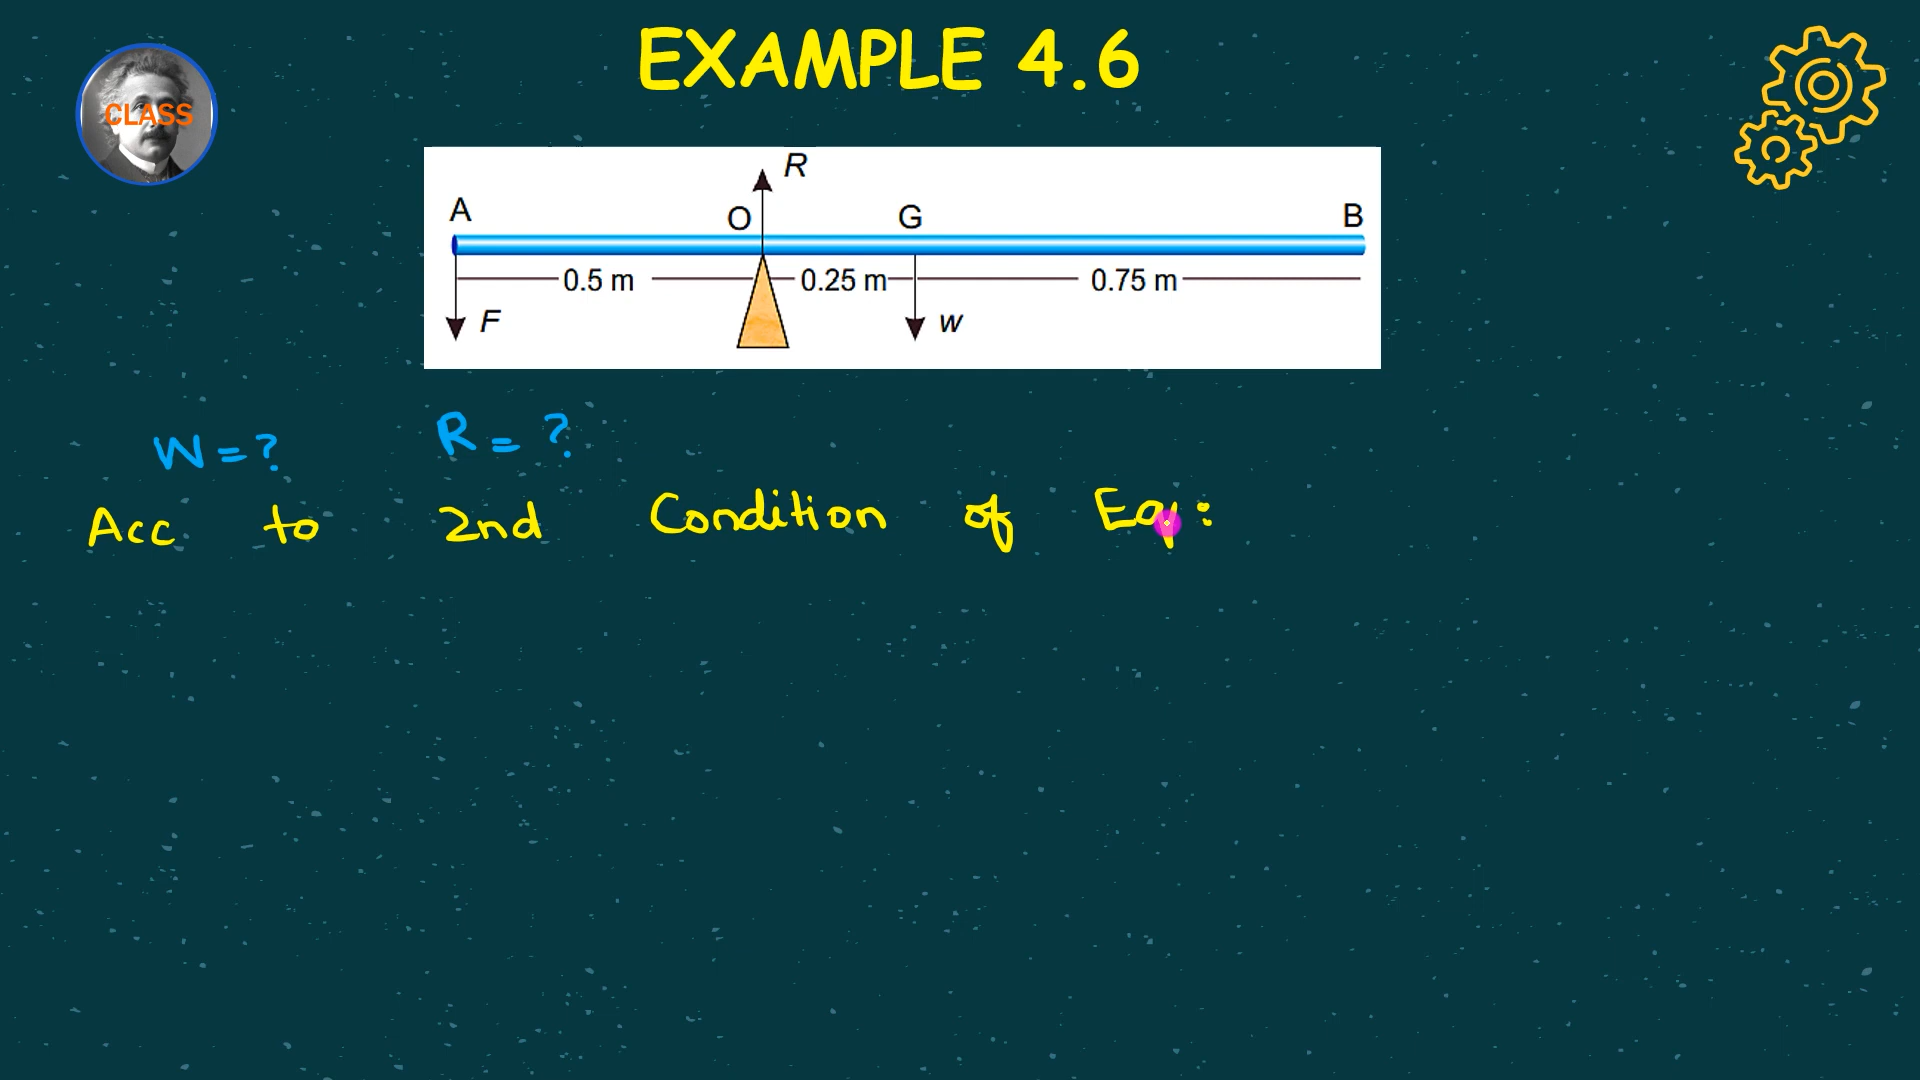 EXAMPLE 4.6
CLASS
R
A O G B
0.5 m 0.25 m 0.75 m
F w
W = ? R = ?
Acc to 2nd Condition of Eq: